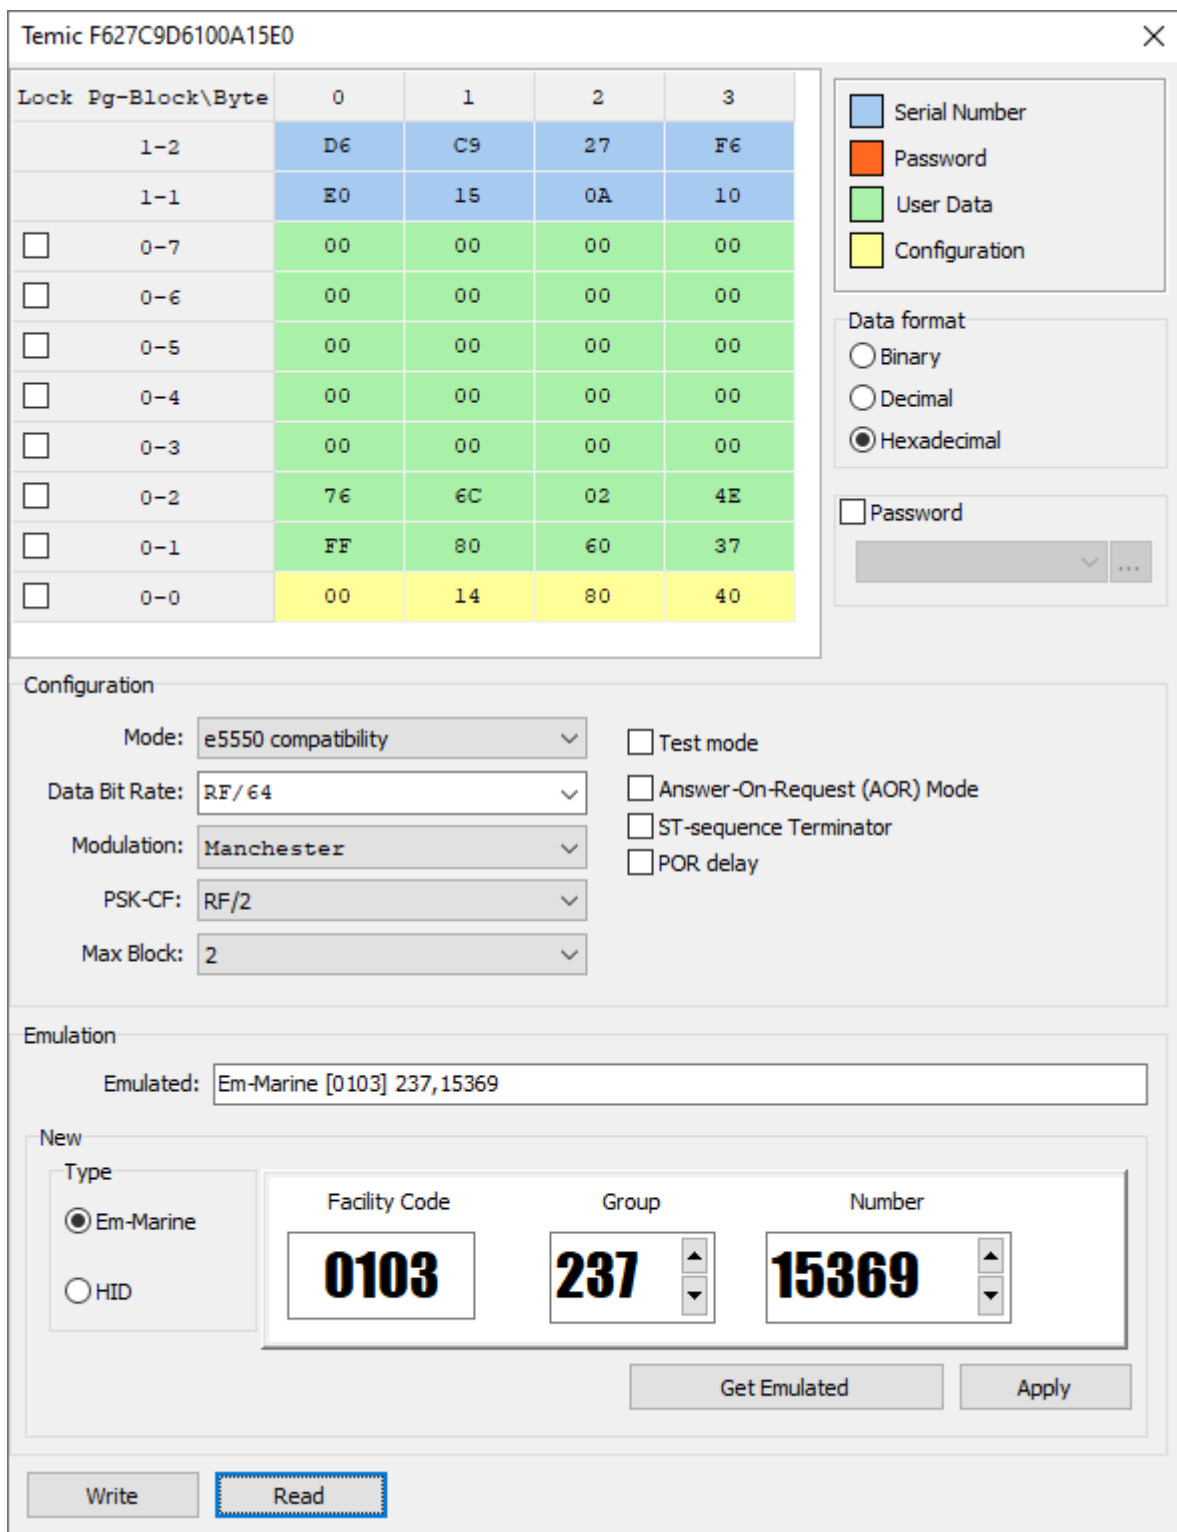 Temic F627C9D6100A15E0
Lock Pg-Block\Byte 0 1 2 3
1-2 D6 C9 27 F6
1-1 E0 15 0A 10
0-7 00 00 00 00
0-6 00 00 00 00
0-5 00 00 00 00
0-4 00 00 00 00
0-3 00 00 00 00
0-2 76 6C 02 4E
0-1 FF 80 60 37
0-0 00 14 80 40
Serial Number
Password
User Data
Configuration
Data format
Binary
Decimal
Hexadecimal
Password
...
Configuration
Mode: e5550 compatibility
Data Bit Rate: RF/64
Modulation: Manchester
PSK-CF: RF/2
Max Block: 2
Test mode
Answer-On-Request (AOR) Mode
ST-sequence Terminator
POR delay
Emulation
Emulated: Em-Marine [0103] 237,15369
New
Type
Em-Marine
HID
Facility Code Group Number
0103 237 15369
Get Emulated Apply
Write Read